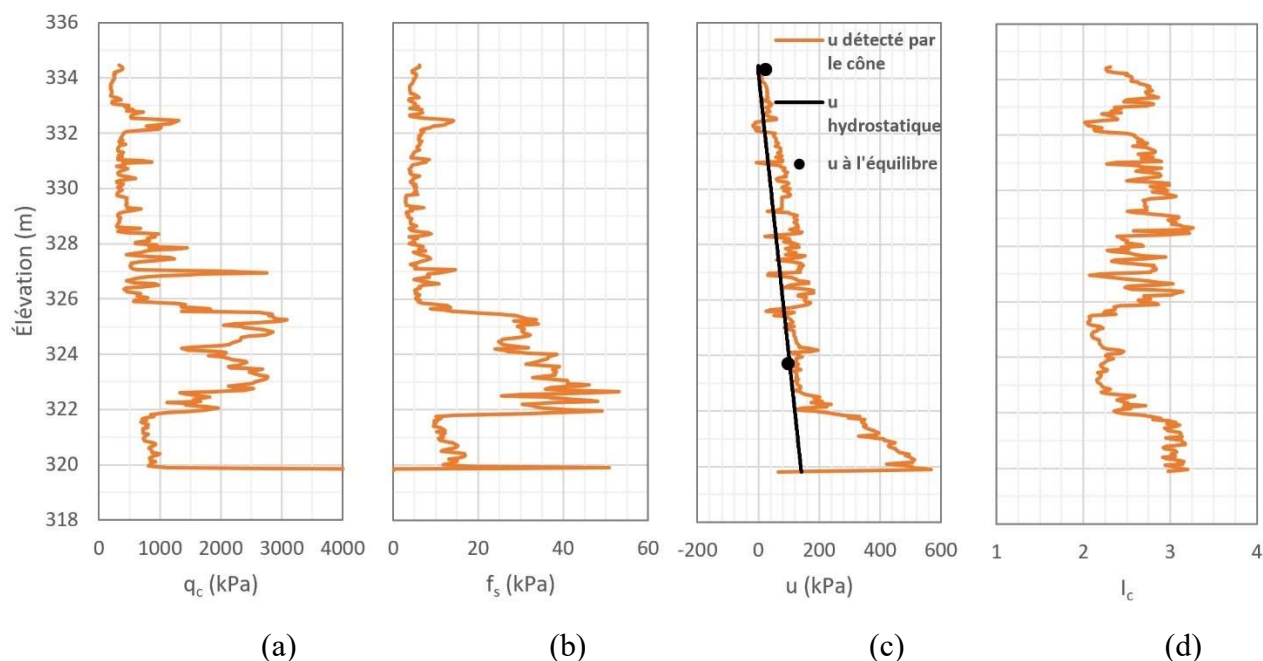 336
334
332
330
328
326
324
322
320
318
Élévation (m)
0 1000 2000 3000 4000
q_c (kPa)
(a)
0 20 40 60
f_s (kPa)
(b)
u détecté par
le cône
u
hydrostatique
u à l'équilibre
-200 0 200 400 600
u (kPa)
(c)
1 2 3 4
I_c
(d)